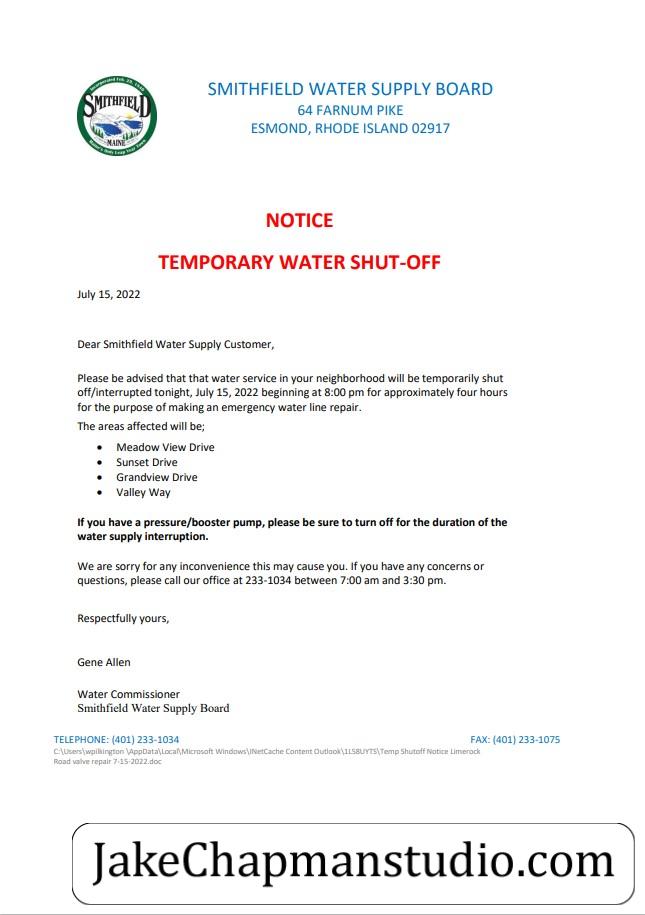 Incorporated Feb. 29, 1840
SMITHFIELD
MAINE
SMITHFIELD WATER SUPPLY BOARD
64 FARNUM PIKE
ESMOND, RHODE ISLAND 02917
NOTICE
TEMPORARY WATER SHUT-OFF
July 15, 2022
Dear Smithfield Water Supply Customer,
Please be advised that that water service in your neighborhood will be temporarily shut
off/interrupted tonight, July 15, 2022 beginning at 8:00 pm for approximately four hours
for the purpose of making an emergency water line repair.
The areas affected will be;
• Meadow View Drive
• Sunset Drive
• Grandview Drive
• Valley Way
If you have a pressure/booster pump, please be sure to turn off for the duration of the
water supply interruption.
We are sorry for any inconvenience this may cause you. If you have any concerns or
questions, please call our office at 233-1034 between 7:00 am and 3:30 pm.
Respectfully yours,
Gene Allen
Water Commissioner
Smithfield Water Supply Board
TELEPHONE: (401) 233-1034 FAX: (401) 233-1075
C:\Users\wpilkington \AppData\Local\Microsoft Windows\INetCache Content Outlook\1LS8UYTS\Temp Shutoff Notice Limerock
Road valve repair 7-15-2022.doc
JakeChapmanstudio.com